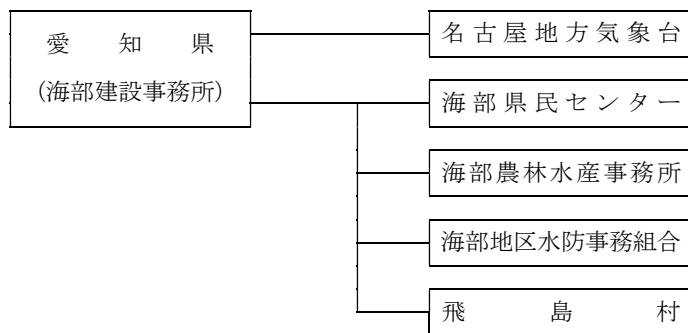 愛知県
(海部建設事務所)
名古屋地方気象台
海部県民センター
海部農林水産事務所
海部地区水防事務組合
飛島村